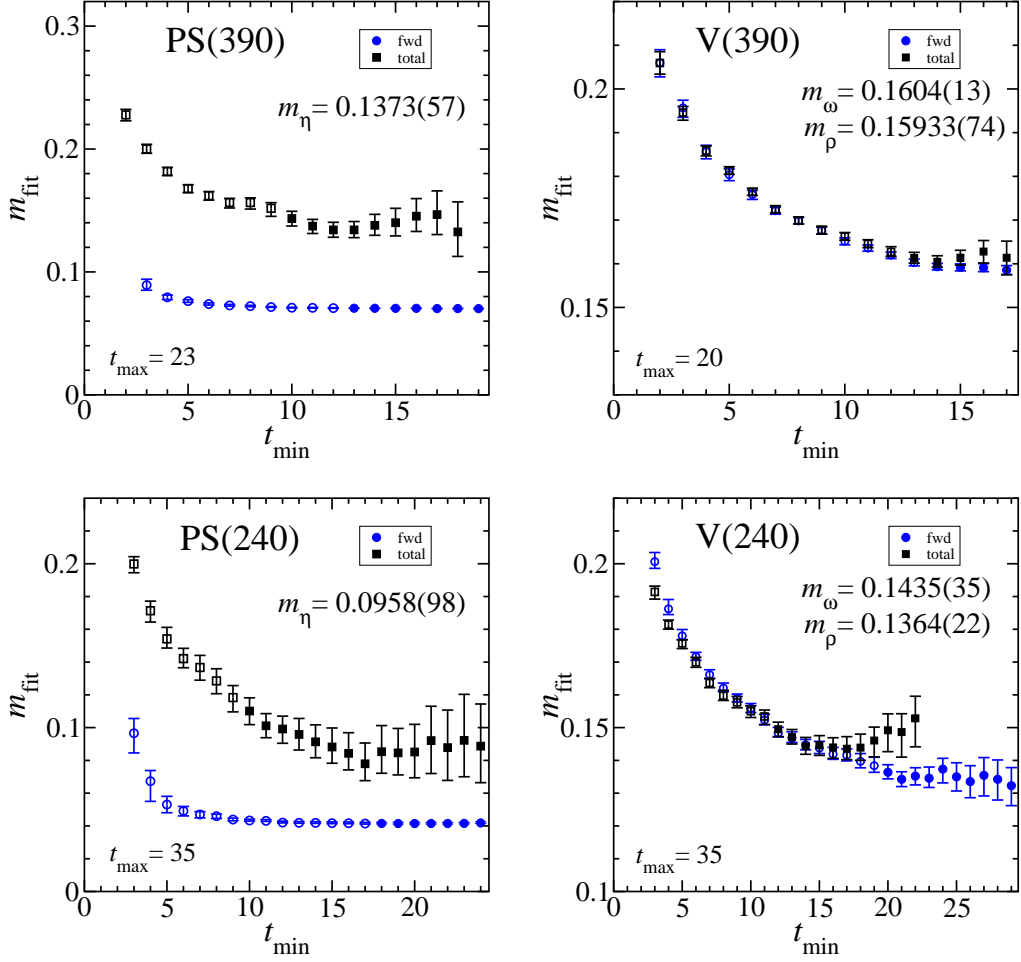 PS(390)
fwd
total
m_η = 0.1373(57)
t_max = 23
0.3
0.2
0.1
0
m_fit
0 5 10 15
t_min
V(390)
fwd
total
m_ω = 0.1604(13)
m_ρ = 0.15933(74)
t_max = 20
0.2
0.15
m_fit
0 5 10 15
t_min
PS(240)
fwd
total
m_η = 0.0958(98)
t_max = 35
0.2
0.1
0
m_fit
0 5 10 15 20
t_min
V(240)
fwd
total
m_ω = 0.1435(35)
m_ρ = 0.1364(22)
t_max = 35
0.2
0.15
0.1
m_fit
0 5 10 15 20 25
t_min